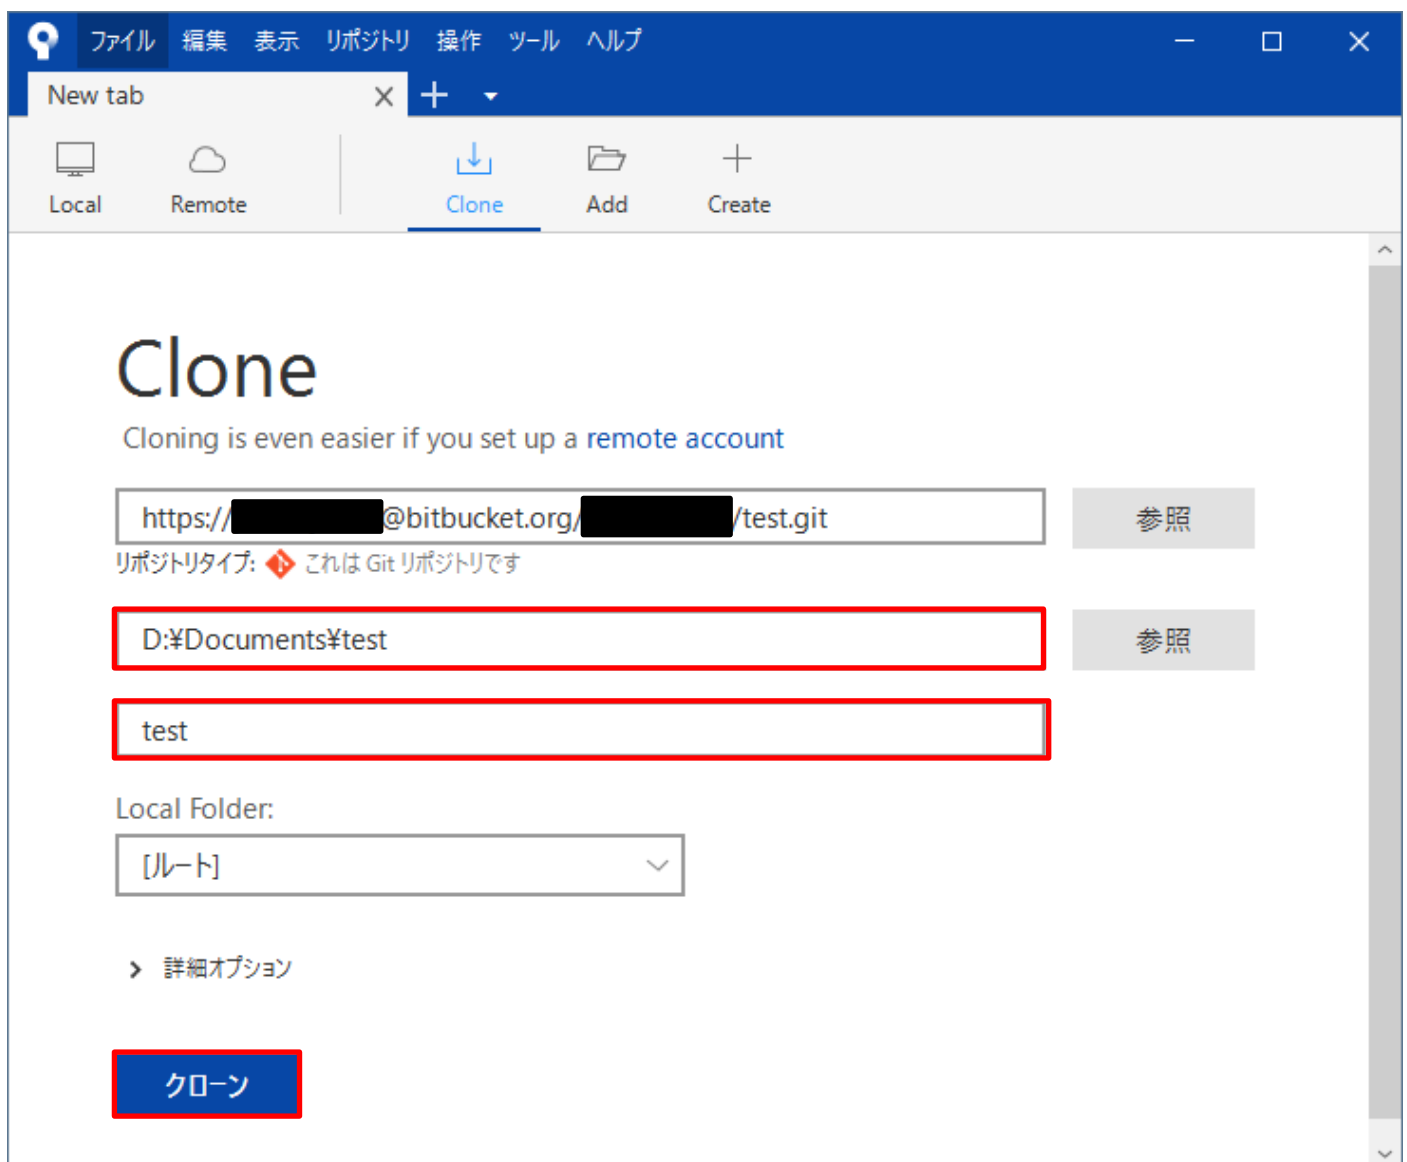 ファイル 編集 表示 リポジトリ 操作 ツール ヘルプ
New tab
Local Remote Clone Add Create
Clone
Cloning is even easier if you set up a remote account
https:// @bitbucket.org/ /test.git 参照
リポジトリタイプ: これは Git リポジトリです
D:¥Documents¥test 参照
test
Local Folder:
[ルート]
詳細オプション
クローン